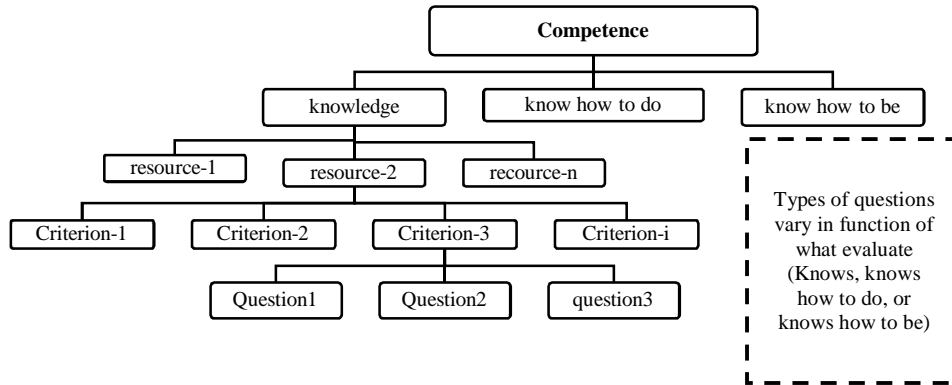 Competence
knowledge
know how to do
know how to be
resource-1
resource-2
recource-n
Criterion-1
Criterion-2
Criterion-3
Criterion-i
Question1
Question2
question3
Types of questions
vary in function of
what evaluate
(Knows, knows
how to do, or
knows how to be)